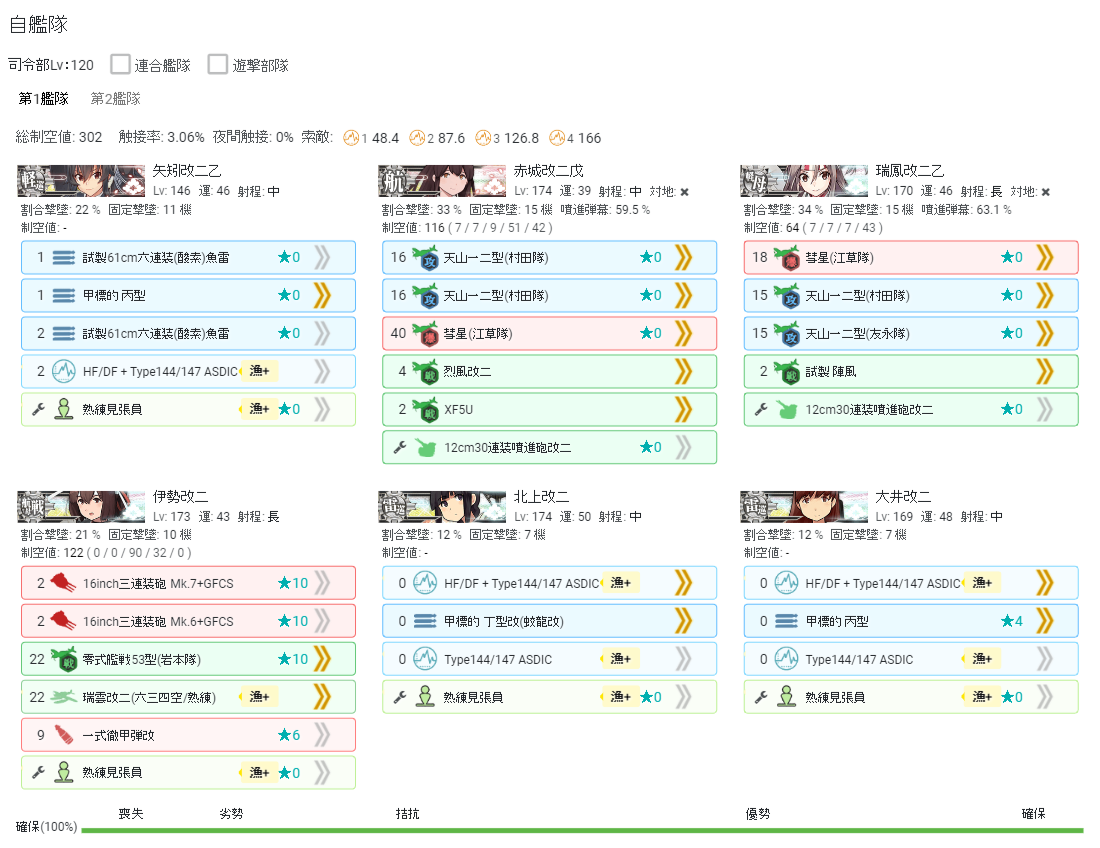 自艦隊
司令部Lv:120 連合艦隊 遊撃部隊
第1艦隊 第2艦隊
総制空値: 302 触接率: 3.06% 夜間触接: 0% 索敵: 1 48.4 2 87.6 3 126.8 4 166
軽巡 矢矧改二乙
Lv: 146 運: 46 射程: 中
割合撃墜: 22 % 固定撃墜: 11 機
制空値: -
1 試製61cm六連装(酸素)魚雷 ★0
1 甲標的 丙型 ★0
2 試製61cm六連装(酸素)魚雷 ★0
2 HF/DF + Type144/147 ASDIC 漁+
熟練見張員 漁+ ★0
航 赤城改二戊
Lv: 174 運: 39 射程: 中 対地: ×
割合撃墜: 33 % 固定撃墜: 15 機 噴進弾幕: 59.5 %
制空値: 116 ( 7 / 7 / 9 / 51 / 42 )
16 攻 天山一二型(村田隊) ★0
16 攻 天山一二型(村田隊) ★0
40 爆 彗星(江草隊) ★0
4 戦 烈風改二
2 戦 XF5U
12cm30連装噴進砲改二 ★0
瑞鳳改二乙
Lv: 170 運: 46 射程: 長 対地: ×
割合撃墜: 34 % 固定撃墜: 15 機 噴進弾幕: 63.1 %
制空値: 64 ( 7 / 7 / 7 / 43 )
18 爆 彗星(江草隊) ★0
15 攻 天山一二型(村田隊) ★0
15 攻 天山一二型(友永隊) ★0
2 戦 試製 陣風
12cm30連装噴進砲改二 ★0
航戦 伊勢改二
Lv: 173 運: 43 射程: 長
割合撃墜: 21 % 固定撃墜: 10 機
制空値: 122 ( 0 / 0 / 90 / 32 / 0 )
2 16inch三連装砲 Mk.7+GFCS ★10
2 16inch三連装砲 Mk.6+GFCS ★10
22 戦 零式艦戦53型(岩本隊) ★10
22 瑞雲改二(六三四空/熟練) 漁+
9 一式徹甲弾改 ★6
熟練見張員 漁+ ★0
雷巡 北上改二
Lv: 174 運: 50 射程: 中
割合撃墜: 12 % 固定撃墜: 7 機
制空値: -
0 HF/DF + Type144/147 ASDIC 漁+
0 甲標的 丁型改(蛟龍改)
0 Type144/147 ASDIC 漁+
熟練見張員 漁+ ★0
雷巡 大井改二
Lv: 169 運: 48 射程: 中
割合撃墜: 12 % 固定撃墜: 7 機
制空値: -
0 HF/DF + Type144/147 ASDIC 漁+
0 甲標的 丙型 ★4
0 Type144/147 ASDIC 漁+
熟練見張員 漁+ ★0
喪失 劣勢 拮抗 優勢 確保
確保(100%)